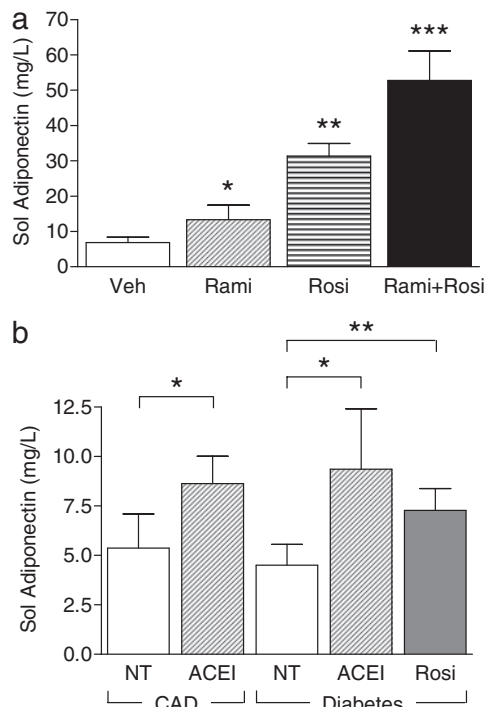 a
Sol Adiponectin (mg/L)
70
60
50
40
30
20
10
0
*
**
***
Veh Rami Rosi Rami+Rosi
b
Sol Adiponectin (mg/L)
12.5
10.0
7.5
5.0
2.5
0.0
*
*
**
NT ACEI NT ACEI Rosi
CAD Diabetes